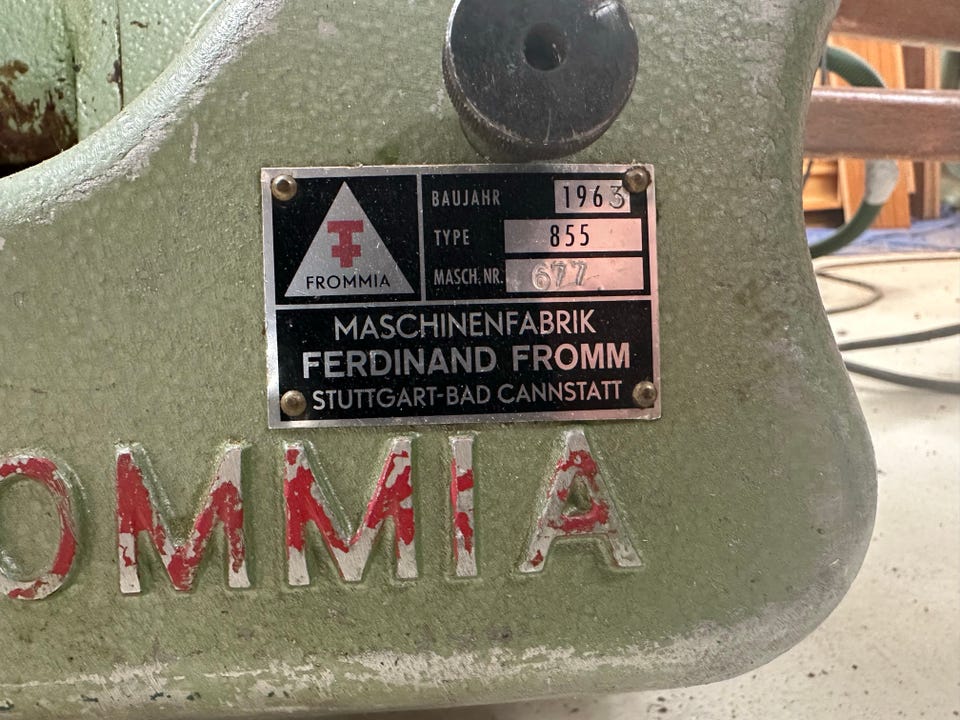 FROMMIA
BAUJAHR 1963
TYPE 855
MASCH. NR. 677
MASCHINENFABRIK
FERDINAND FROMM
STUTTGART-BAD CANNSTATT
OMMIA